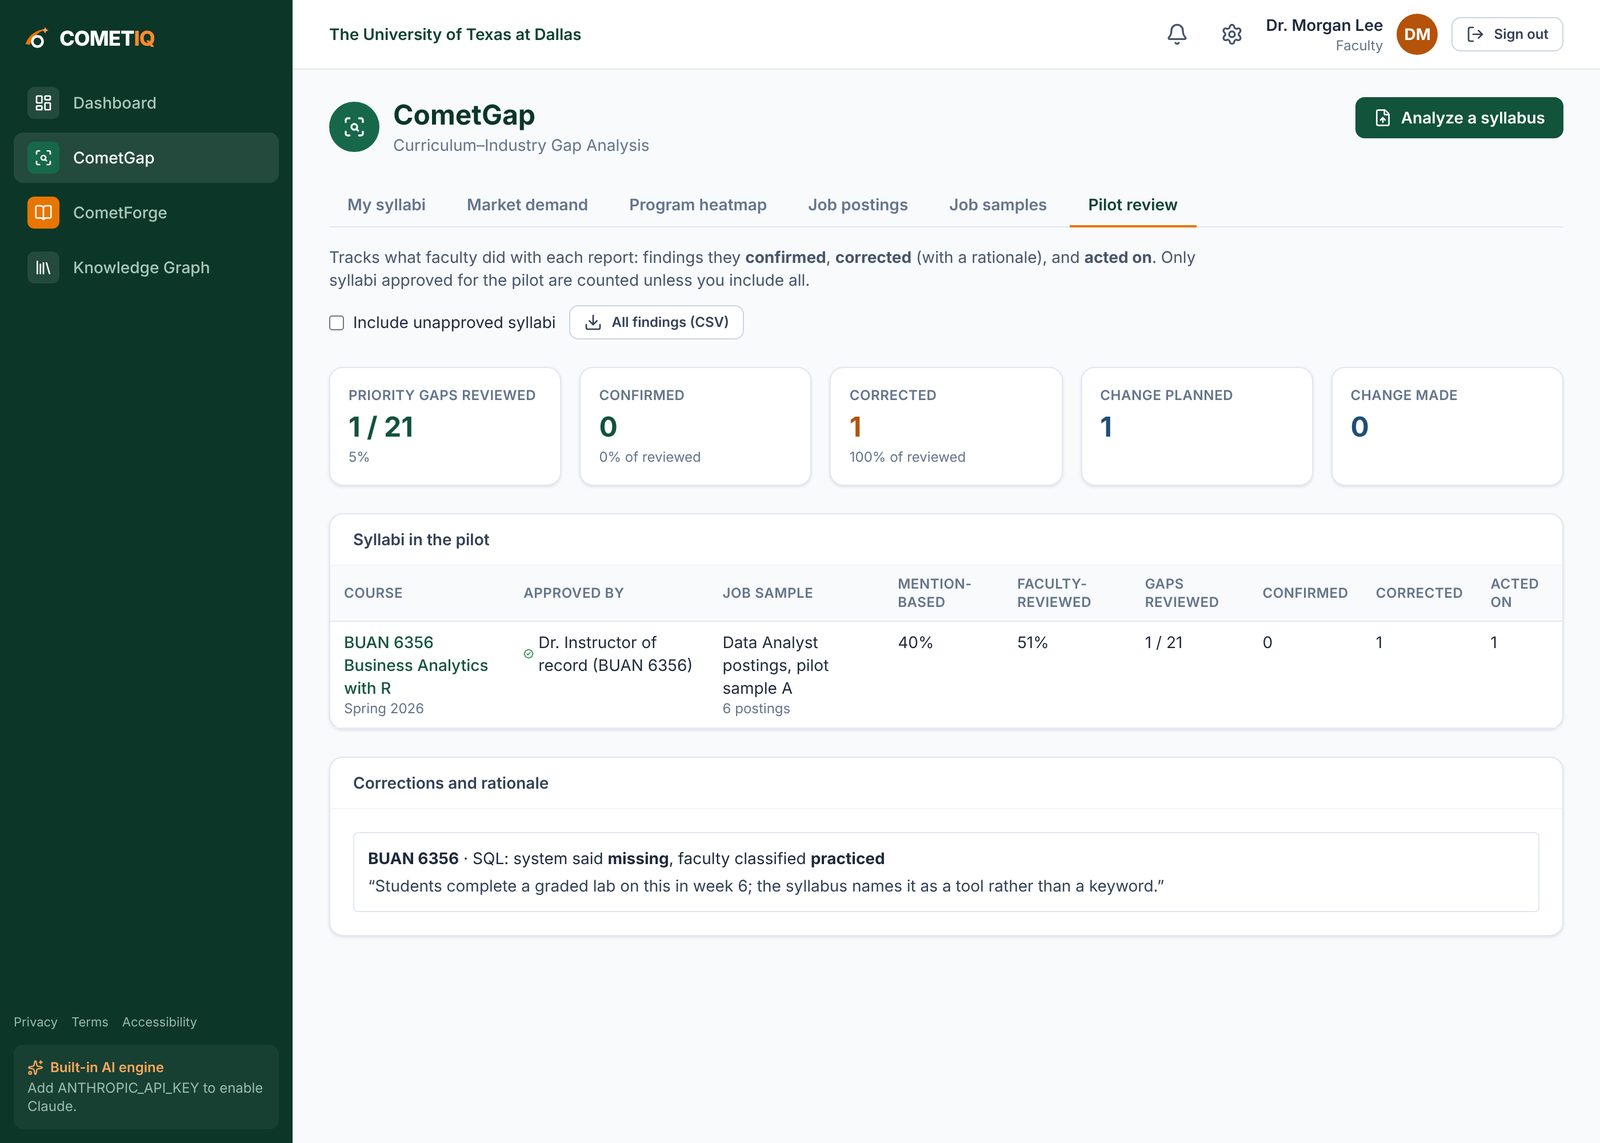 COMETIQ
The University of Texas at Dallas
Dr. Morgan Lee
Faculty
DM
Sign out
Dashboard
CometGap
CometForge
Knowledge Graph
CometGap
Curriculum–Industry Gap Analysis
Analyze a syllabus
My syllabi
Market demand
Program heatmap
Job postings
Job samples
Pilot review
Tracks what faculty did with each report: findings they confirmed, corrected (with a rationale), and acted on. Only
syllabi approved for the pilot are counted unless you include all.
Include unapproved syllabi
All findings (CSV)
PRIORITY GAPS REVIEWED
1 / 21
5%
CONFIRMED
0
0% of reviewed
CORRECTED
1
100% of reviewed
CHANGE PLANNED
1
CHANGE MADE
0
Syllabi in the pilot
COURSE
APPROVED BY
JOB SAMPLE
MENTION-
BASED
FACULTY-
REVIEWED
GAPS
REVIEWED
CONFIRMED
CORRECTED
ACTED
ON
BUAN 6356
Business Analytics
with R
Spring 2026
Dr. Instructor of
record (BUAN 6356)
Data Analyst
postings, pilot
sample A
6 postings
40%
51%
1 / 21
0
1
1
Corrections and rationale
BUAN 6356 · SQL: system said missing, faculty classified practiced
“Students complete a graded lab on this in week 6; the syllabus names it as a tool rather than a keyword.”
Privacy
Terms
Accessibility
Built-in AI engine
Add ANTHROPIC_API_KEY to enable
Claude.